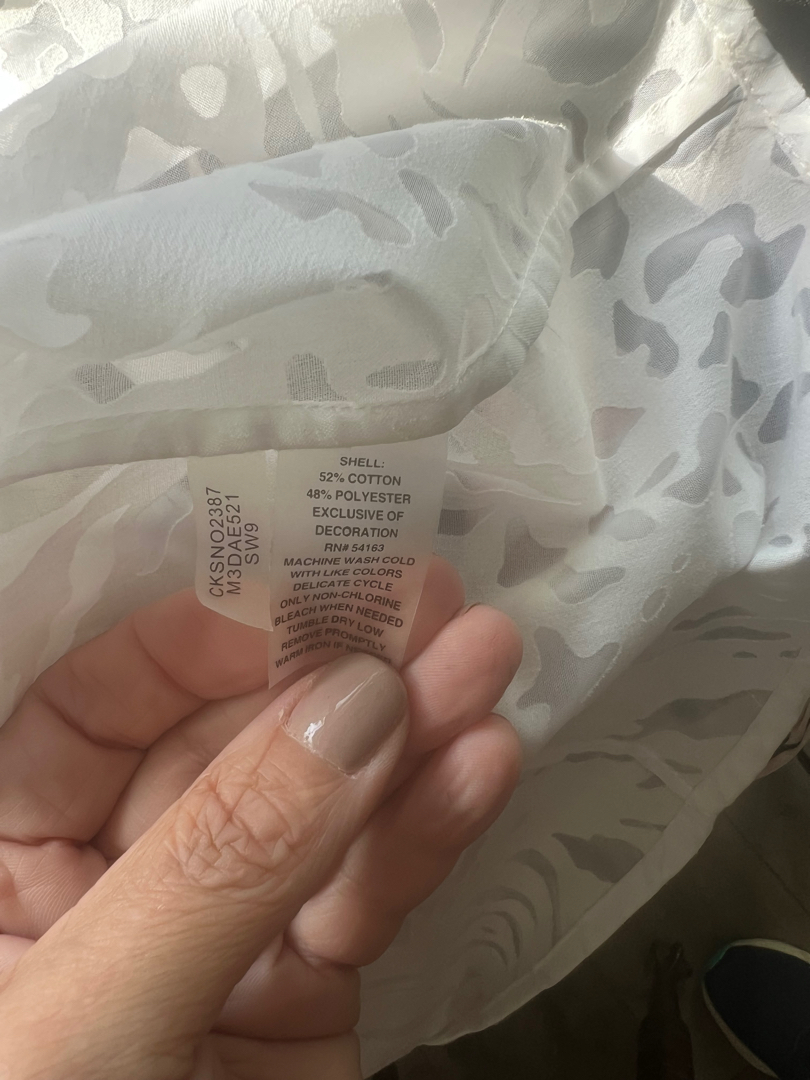 CKSNO2387
M3DAE521
SW9
SHELL:
52% COTTON
48% POLYESTER
EXCLUSIVE OF
DECORATION
RN# 54163
MACHINE WASH COLD
WITH LIKE COLORS
DELICATE CYCLE
ONLY NON-CHLORINE
BLEACH WHEN NEEDED
TUMBLE DRY LOW
REMOVE PROMPTLY
WARM IRON IF